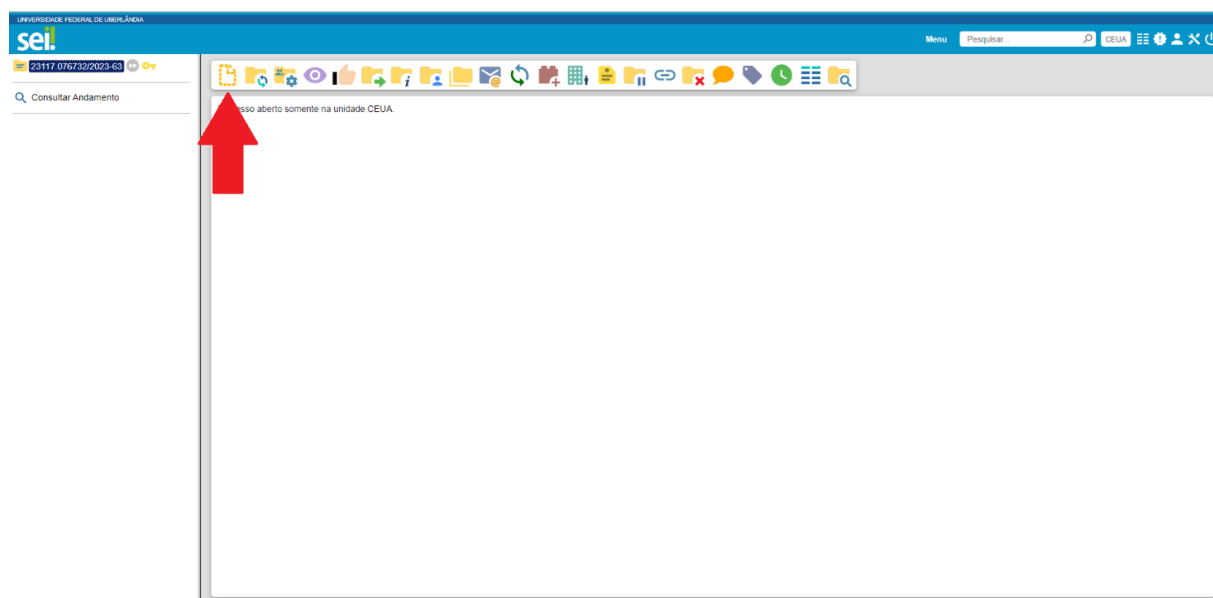 UNIVERSIDADE FEDERAL DE UBERLÂNDIA
sei!
Menu
Pesquisar...
CEUA
23117.076732/2023-63
Consultar Andamento
esso aberto somente na unidade CEUA.